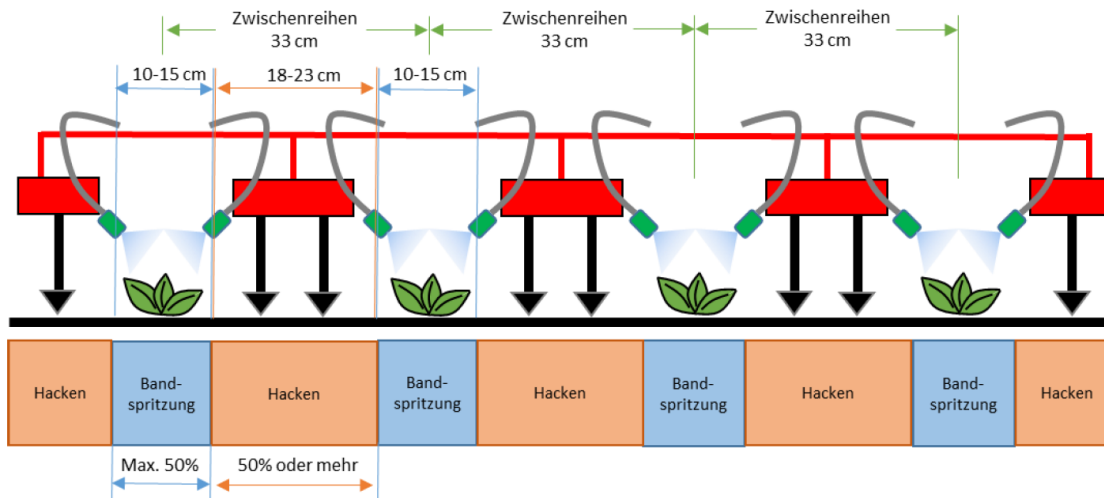 Zwischenreihen
33 cm
Zwischenreihen
33 cm
Zwischenreihen
33 cm
10-15 cm
18-23 cm
10-15 cm
Hacken
Band-
spritzung
Hacken
Band-
spritzung
Hacken
Band-
spritzung
Hacken
Band-
spritzung
Hacken
Max. 50%
50% oder mehr